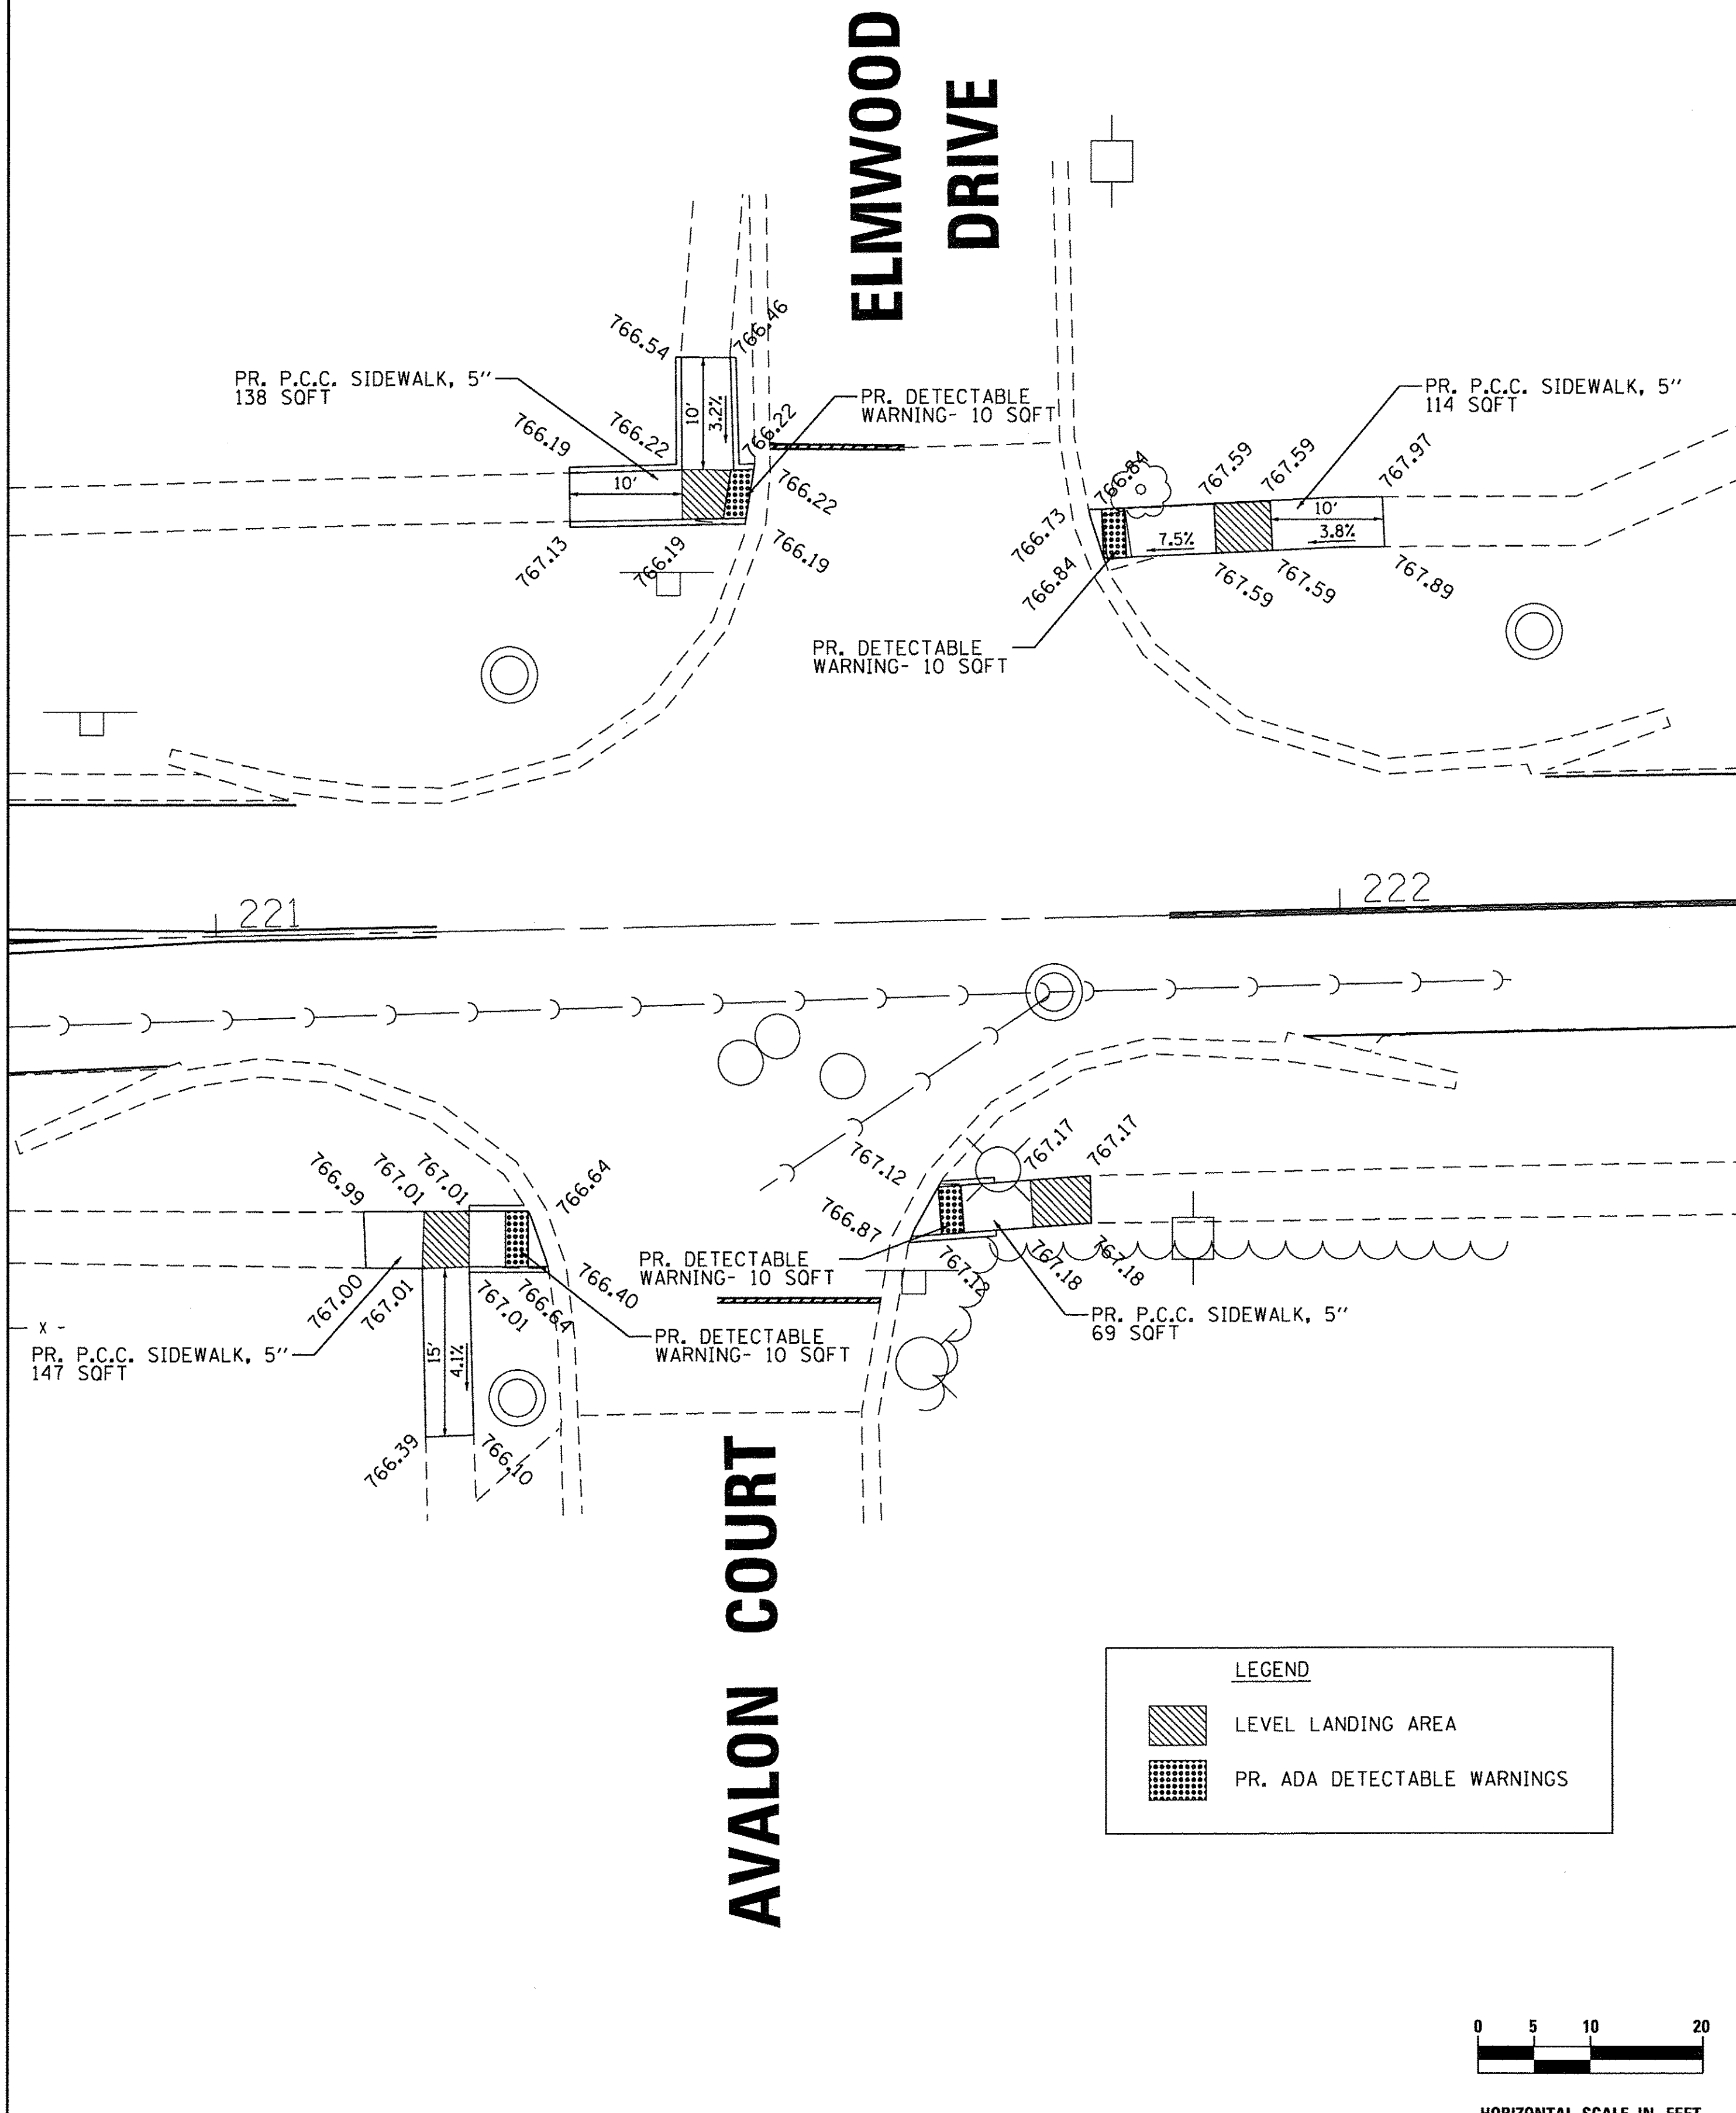 ELMWOOD
DRIVE
766.54
766.46
PR. P.C.C. SIDEWALK, 5"
138 SQFT
10'
3.2%
PR. DETECTABLE
WARNING- 10 SQFT
PR. P.C.C. SIDEWALK, 5"
114 SQFT
766.19
766.22
766.22
766.22
10'
767.13
766.19
766.19
766.84
767.59
767.59
767.97
766.73
10'
7.5%
3.8%
766.84
767.59
767.59
767.89
PR. DETECTABLE
WARNING- 10 SQFT
221
222
766.99
767.01
767.01
766.64
767.12
767.17
767.17
766.87
767.00
767.01
767.01
766.64
766.40
PR. DETECTABLE
WARNING- 10 SQFT
767.12
767.18
767.18
X
PR. P.C.C. SIDEWALK, 5"
147 SQFT
15'
4.1%
PR. DETECTABLE
WARNING- 10 SQFT
PR. P.C.C. SIDEWALK, 5"
69 SQFT
766.39
766.10
AVALON COURT
LEGEND
LEVEL LANDING AREA
PR. ADA DETECTABLE WARNINGS
0 5 10 20
HORIZONTAL SCALE IN FEET